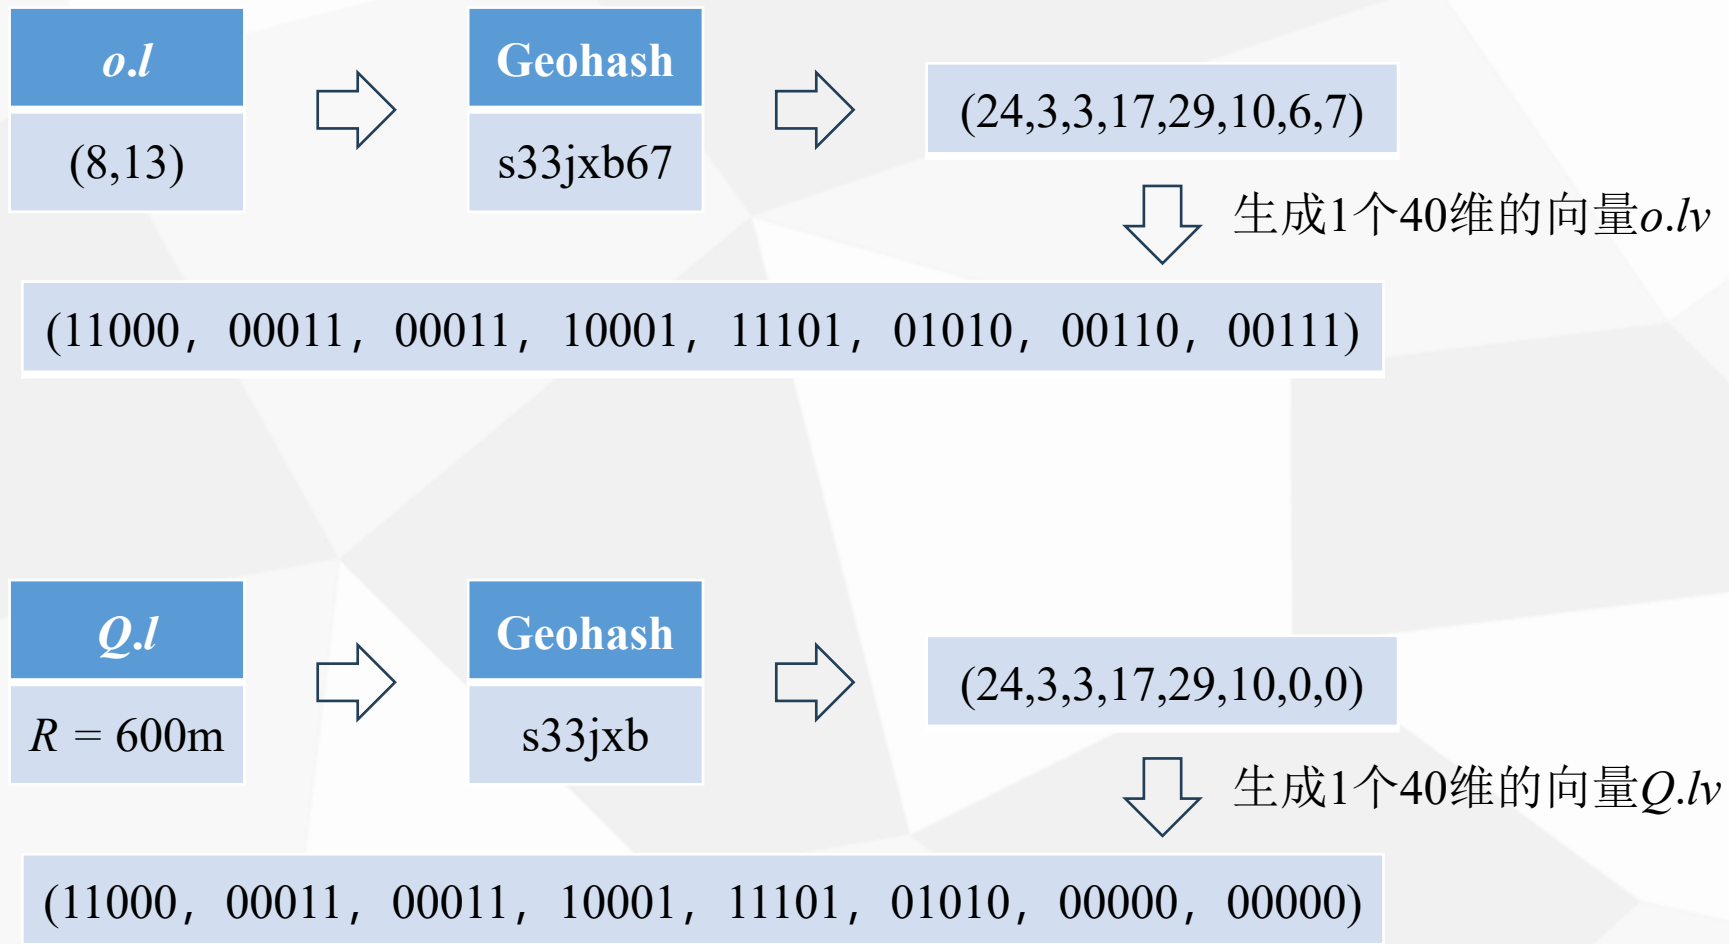 o.l
Geohash
(24,3,3,17,29,10,6,7)
(8,13)
s33jxb67
生成1个40维的向量o.lv
(11000，00011，00011，10001，11101，01010，00110，00111)
Q.l
Geohash
(24,3,3,17,29,10,0,0)
R = 600m
s33jxb
生成1个40维的向量Q.lv
(11000，00011，00011，10001，11101，01010，00000，00000)